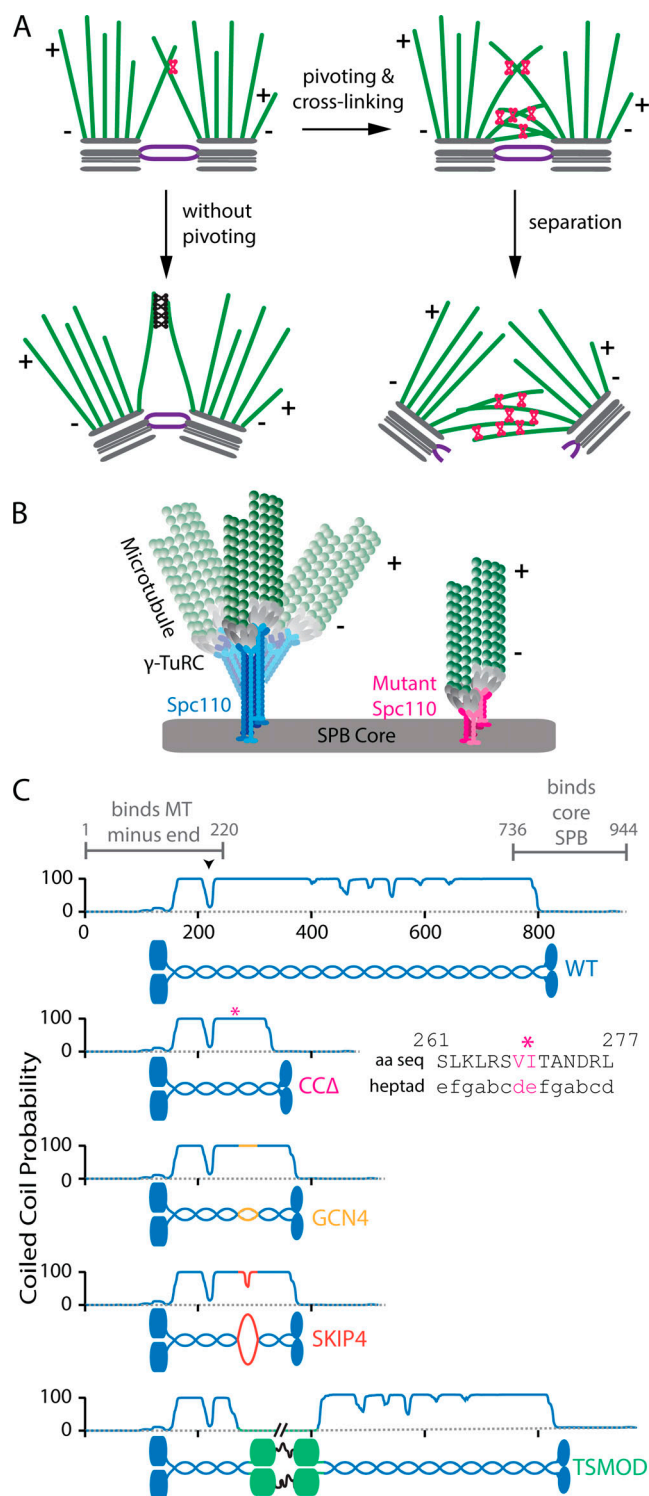 A
+
+
-
-
pivoting &
cross-linking
+
+
-
-
without
pivoting
separation
+
+
-
-
+
+
-
-
B
Microtubule
+
-
γ-TuRC
+
-
Spc110
Mutant
Spc110
SPB Core
C
binds MT
minus end
1 220
binds
core
SPB
736 944
100
0
0 200 400 600 800
WT
100
0
*
CCΔ
261 * 277
aa seq SLKLRSVITANDRL
heptad efgabcdefgabcd
100
0
GCN4
100
0
SKIP4
100
0
//
TSMOD
Coiled Coil Probability